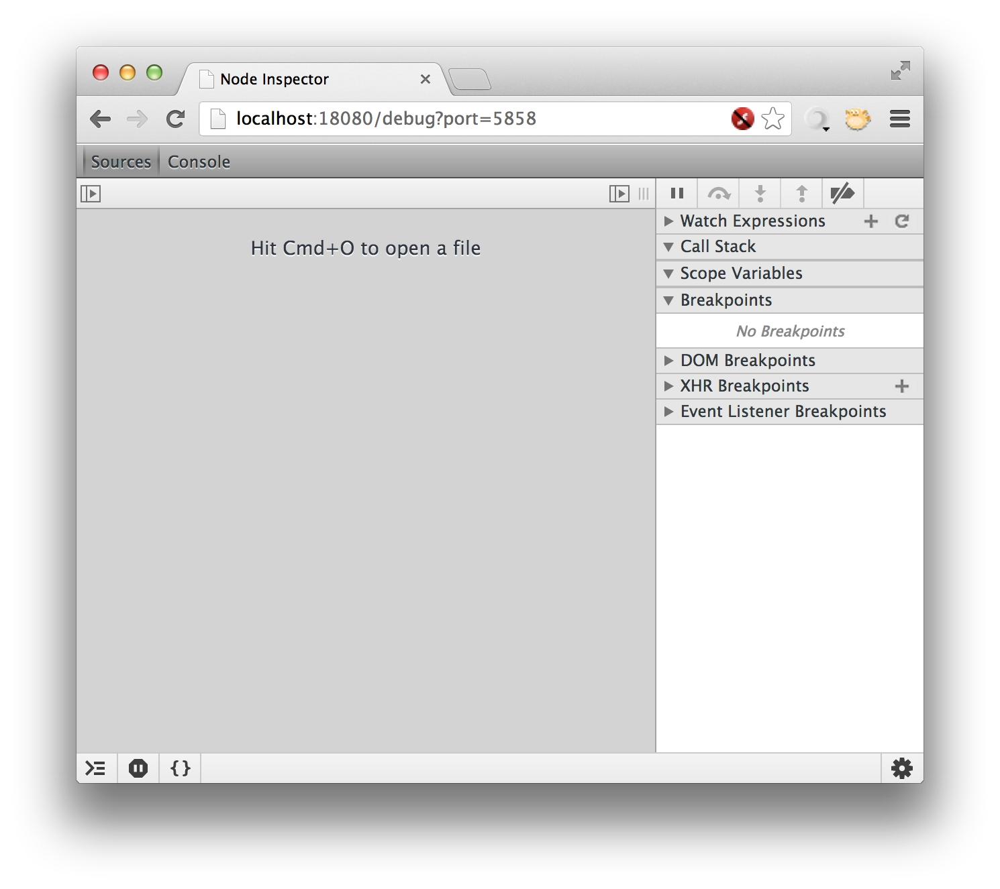 Node Inspector
localhost:18080/debug?port=5858
Sources Console
Hit Cmd+O to open a file
Watch Expressions
Call Stack
Scope Variables
Breakpoints
No Breakpoints
DOM Breakpoints
XHR Breakpoints
Event Listener Breakpoints